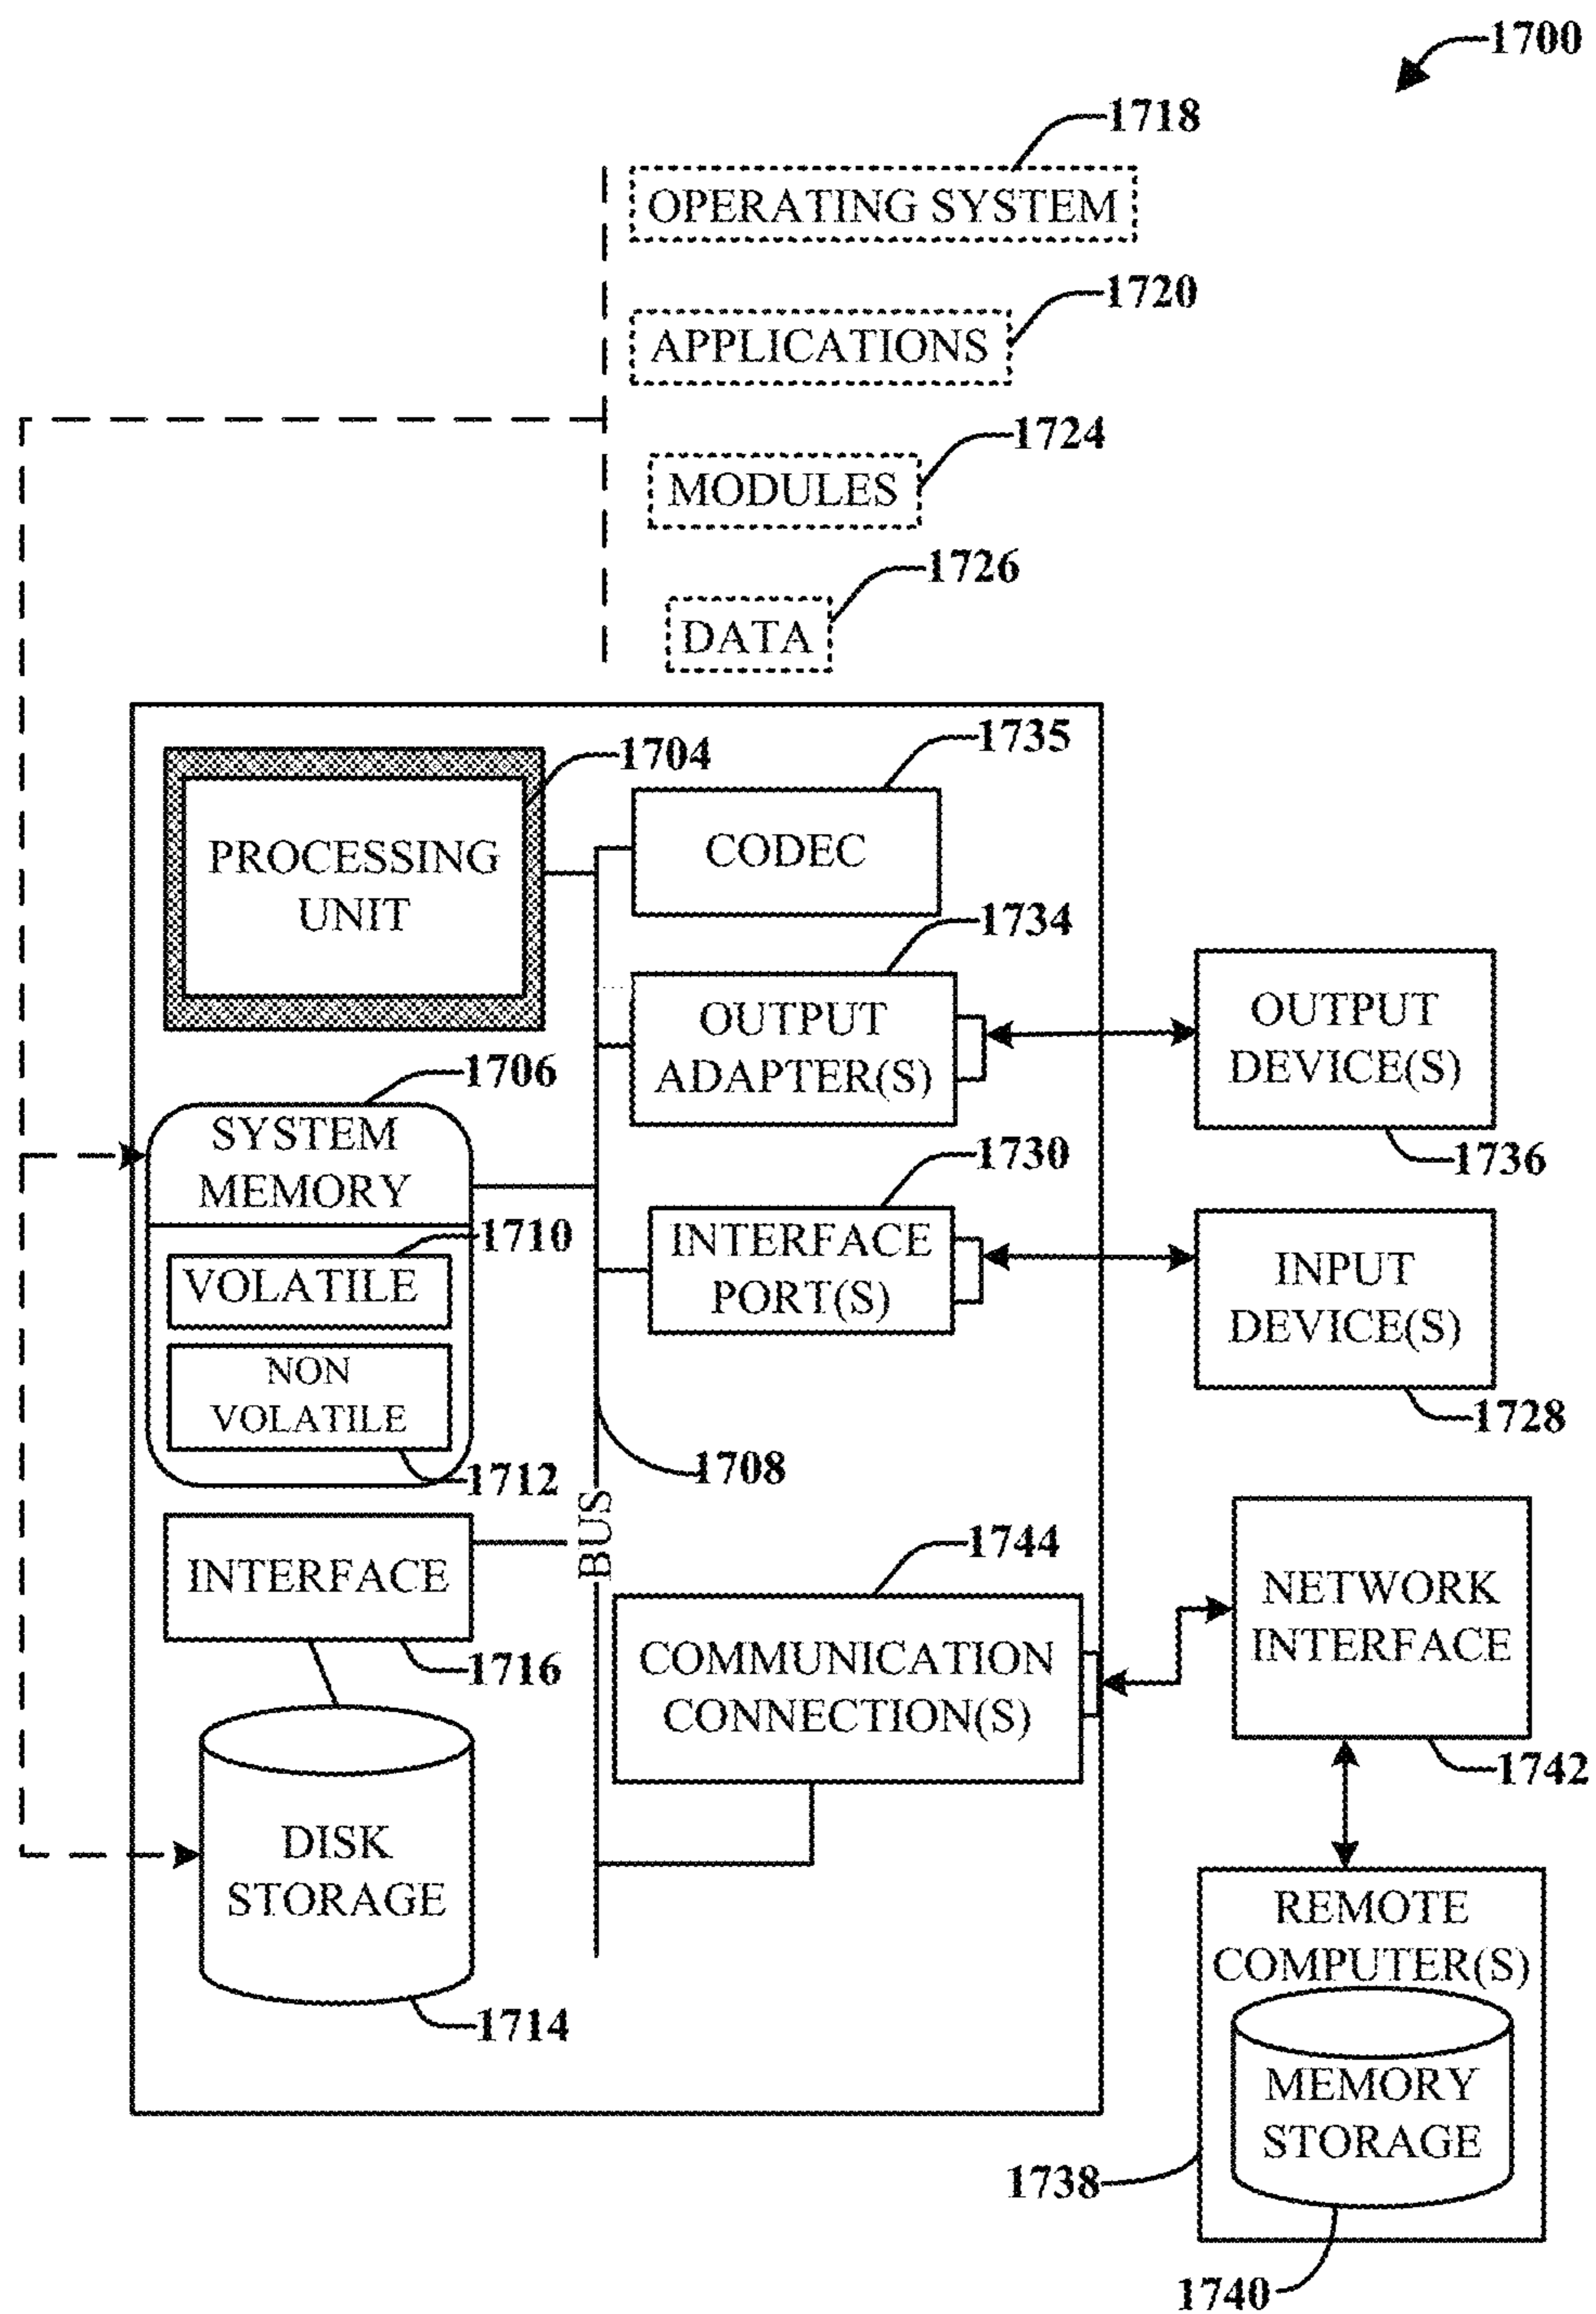 1700
1718
OPERATING SYSTEM
1720
APPLICATIONS
1724
MODULES
1726
DATA
1704
PROCESSING
UNIT
1735
CODEC
1734
OUTPUT
ADAPTER(S)
OUTPUT
DEVICE(S)
1736
1706
SYSTEM
MEMORY
1710
VOLATILE
NON
VOLATILE
1712
1730
INTERFACE
PORT(S)
INPUT
DEVICE(S)
1728
1708
BUS
INTERFACE
1716
1744
COMMUNICATION
CONNECTION(S)
NETWORK
INTERFACE
1742
DISK
STORAGE
1714
REMOTE
COMPUTER(S)
MEMORY
STORAGE
1738
1740